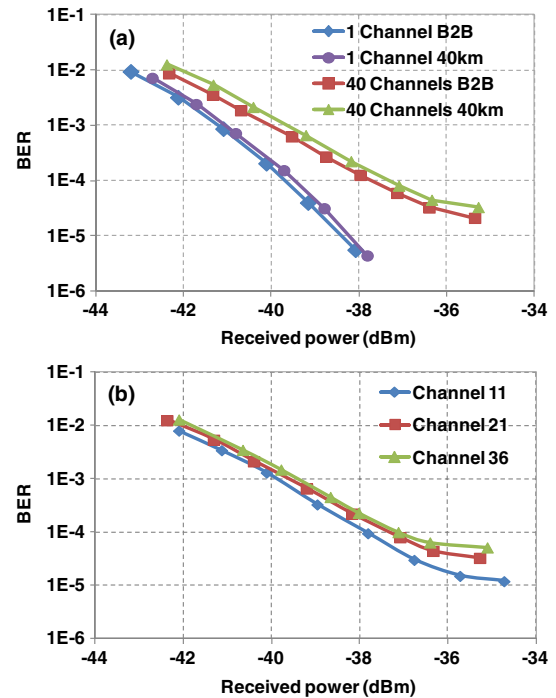 (a)
1 Channel B2B
1 Channel 40km
40 Channels B2B
40 Channels 40km
BER
1E-1
1E-2
1E-3
1E-4
1E-5
1E-6
-44
-42
-40
-38
-36
-34
Received power (dBm)
(b)
Channel 11
Channel 21
Channel 36
BER
1E-1
1E-2
1E-3
1E-4
1E-5
1E-6
-44
-42
-40
-38
-36
-34
Received power (dBm)